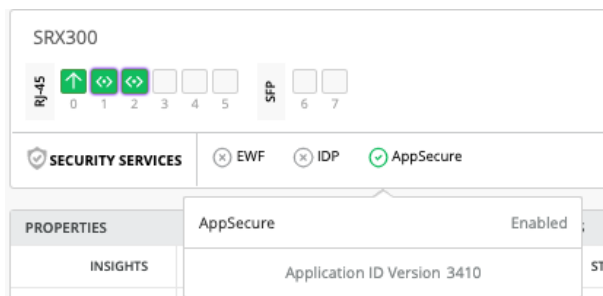 SRX300
RJ-45
0 1 2 3 4 5
SFP
6 7
SECURITY SERVICES
EWF IDP AppSecure
AppSecure Enabled
PROPERTIES
INSIGHTS
Application ID Version 3410